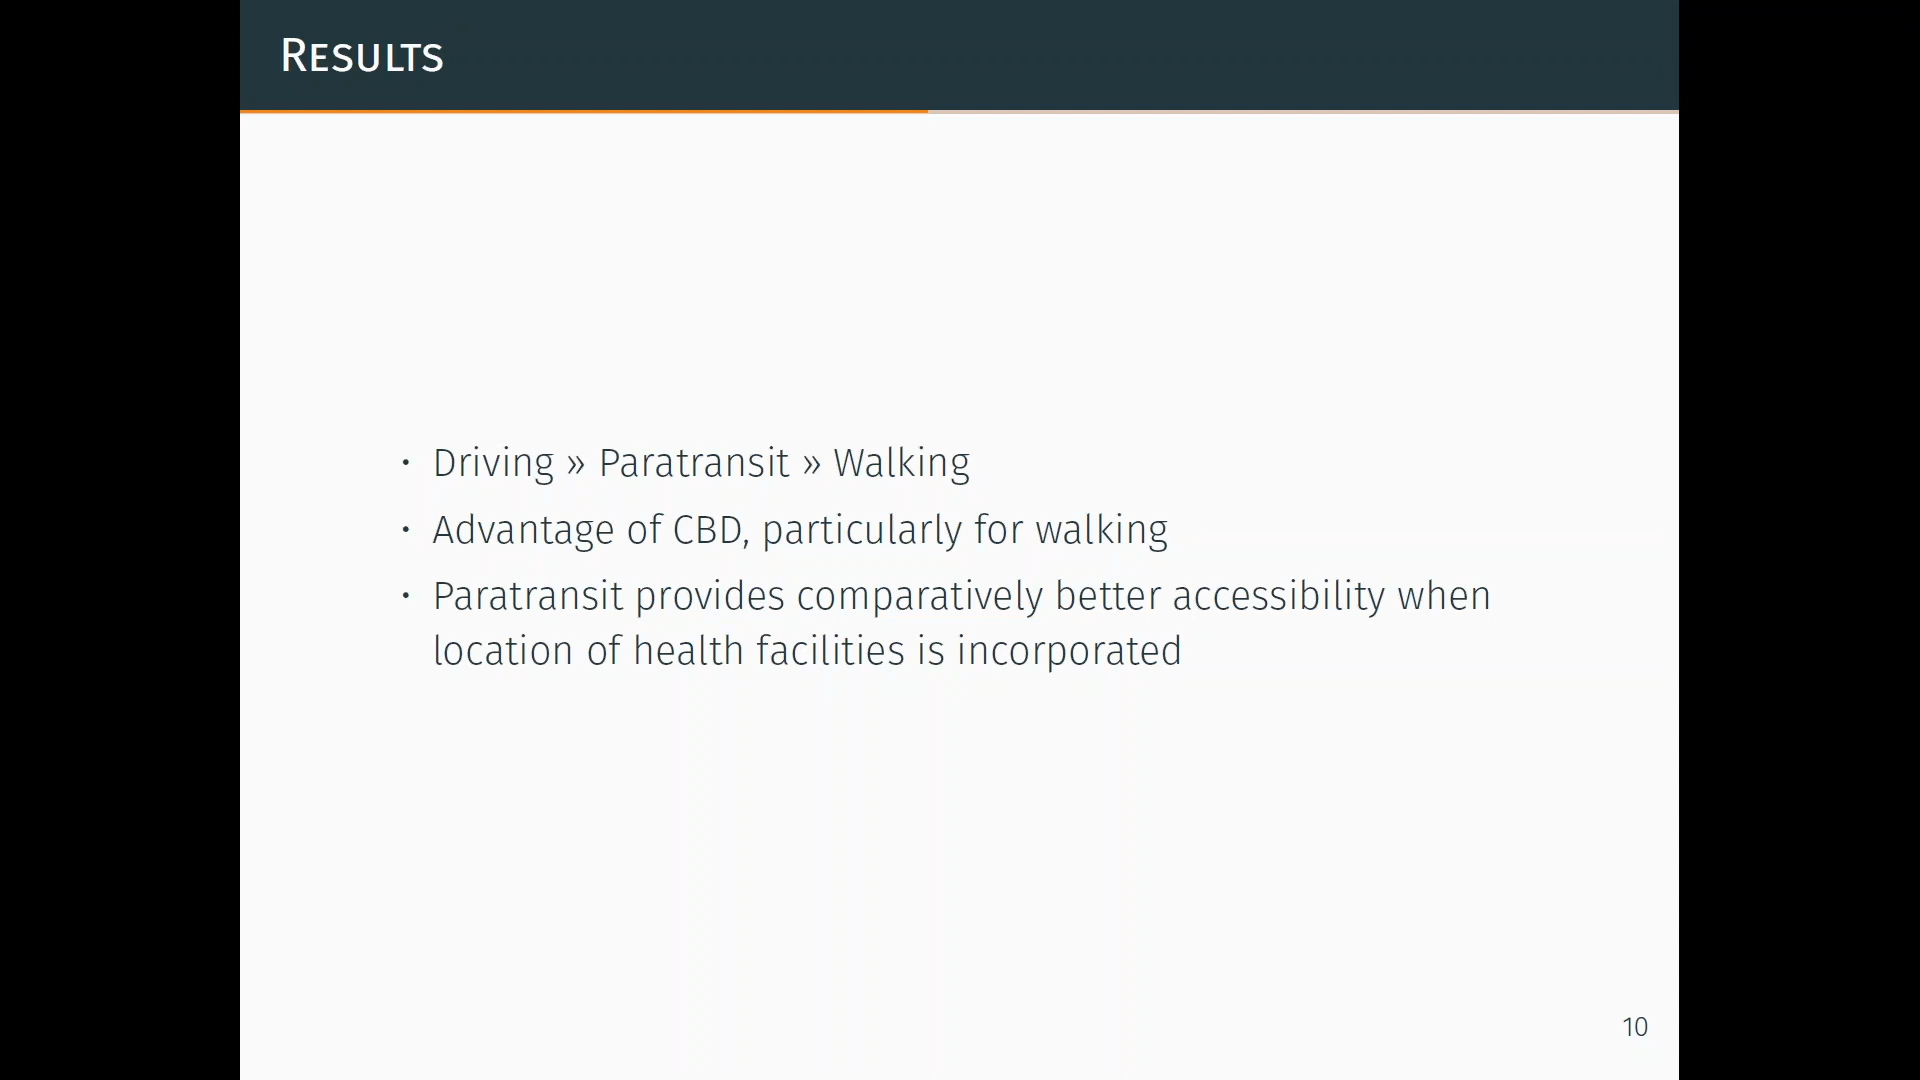 Results
• Driving » Paratransit » Walking
• Advantage of CBD, particularly for walking
• Paratransit provides comparatively better accessibility when
location of health facilities is incorporated
10